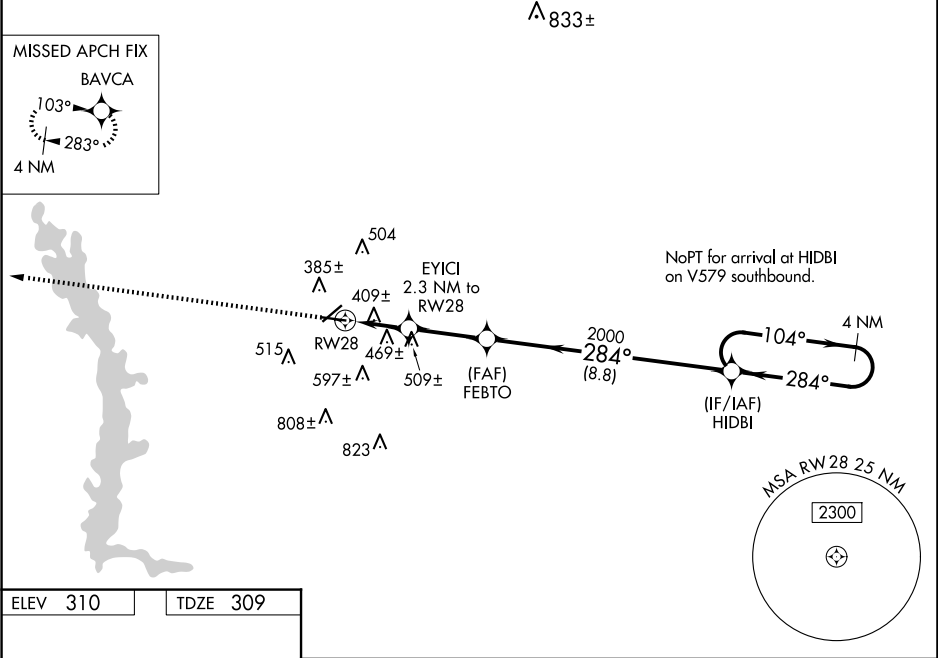 833±
MISSED APCH FIX
BAVCA
103°
283°
4 NM
504
385±
EYICI
2.3 NM to
RW28
409±
NoPT for arrival at HIDBI
on V579 southbound.
RW28
515
469±
509±
597±
(FAF)
FEBTO
2000
284°
(8.8)
104°
4 NM
284°
(IF/IAF)
HIDBI
808±
823
MSA RW28 25 NM
2300
ELEV 310
TDZE 309